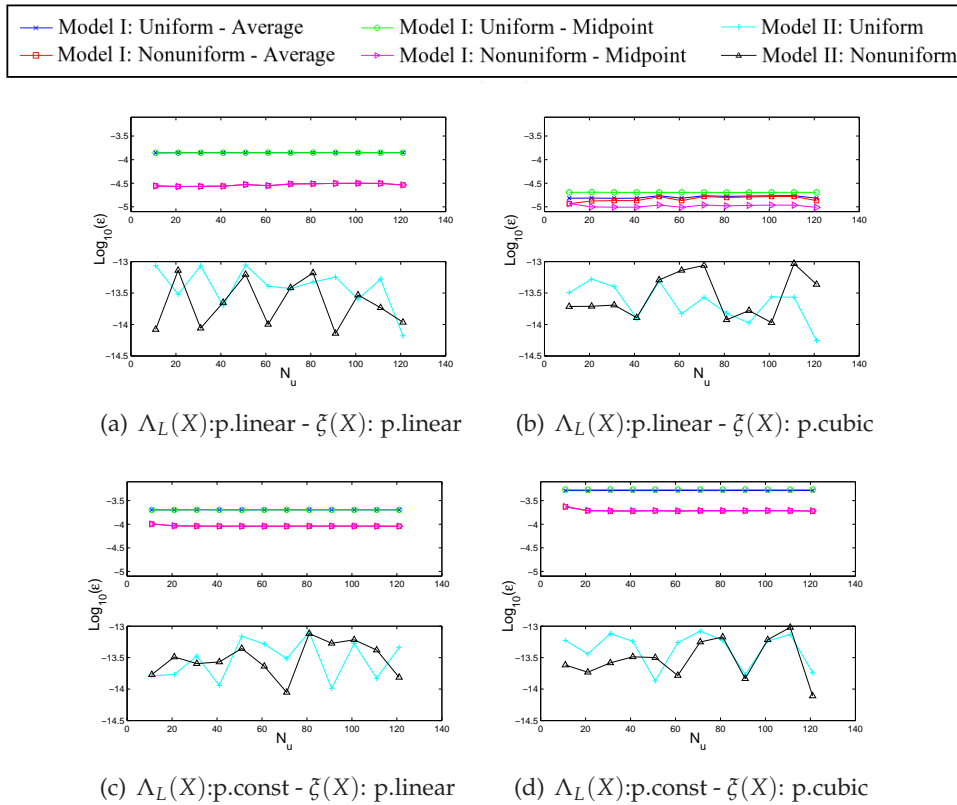 Model I: Uniform - Average
Model I: Uniform - Midpoint
Model II: Uniform
Model I: Nonuniform - Average
Model I: Nonuniform - Midpoint
Model II: Nonuniform
−3.5
−4
−4.5
−5
0 20 40 60 80 100 120 140
Log10(ε)
−13
−13.5
−14
−14.5
0 20 40 60 80 100 120 140
Nu
−3.5
−4
−4.5
−5
0 20 40 60 80 100 120 140
Log10(ε)
−13
−13.5
−14
−14.5
0 20 40 60 80 100 120 140
Nu
(a) ΛL(X):p.linear - ξ(X): p.linear
(b) ΛL(X):p.linear - ξ(X): p.cubic
−3.5
−4
−4.5
−5
0 20 40 60 80 100 120 140
Log10(ε)
−13
−13.5
−14
−14.5
0 20 40 60 80 100 120 140
Nu
−3.5
−4
−4.5
−5
0 20 40 60 80 100 120 140
Log10(ε)
−13
−13.5
−14
−14.5
0 20 40 60 80 100 120 140
Nu
(c) ΛL(X):p.const - ξ(X): p.linear
(d) ΛL(X):p.const - ξ(X): p.cubic